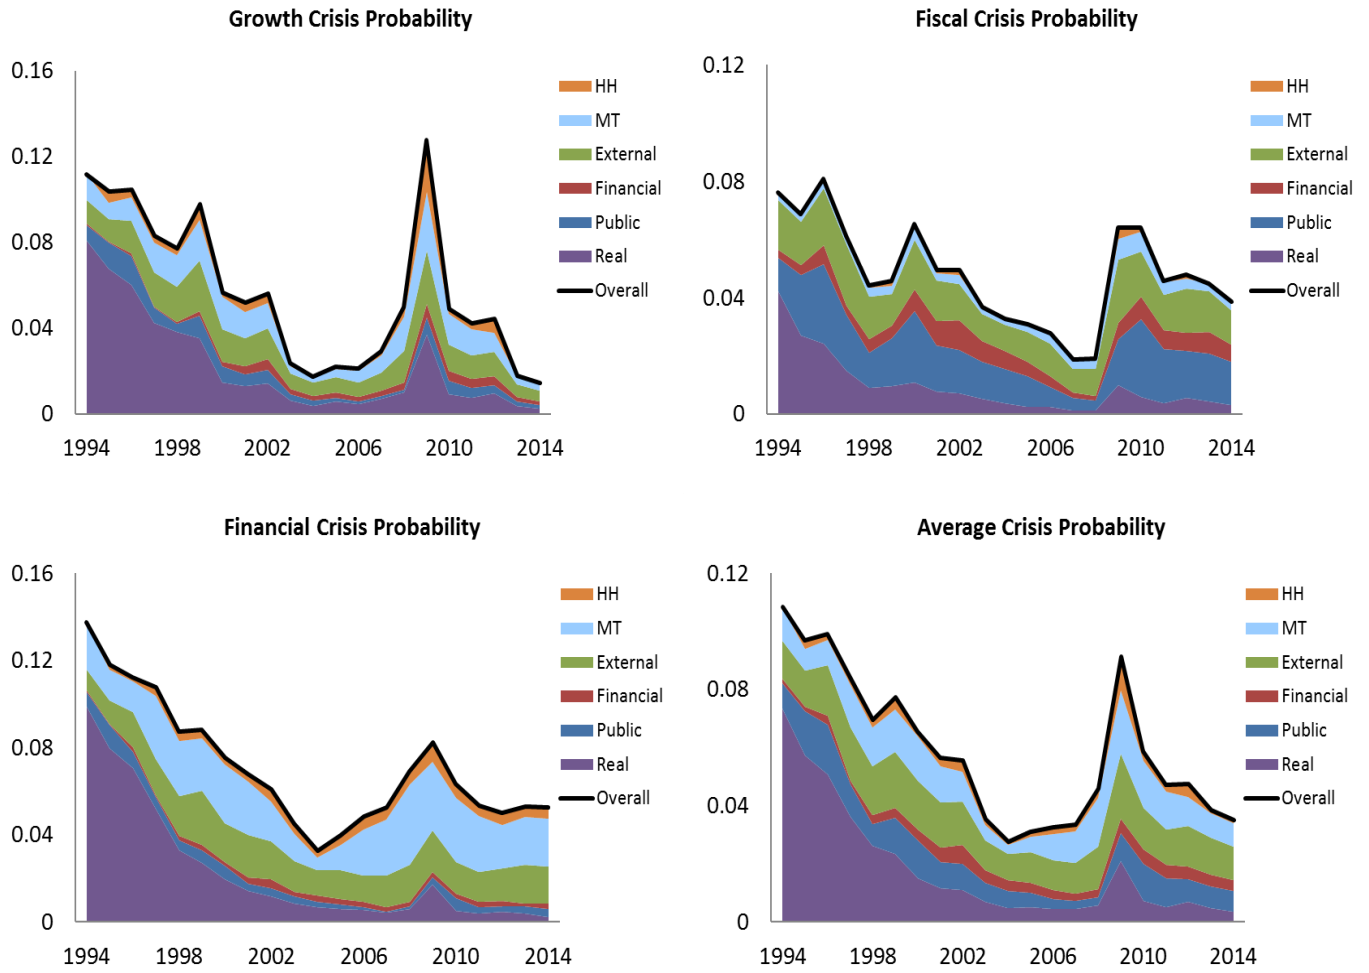 Growth Crisis Probability
0.16
0.12
0.08
0.04
0
1994 1998 2002 2006 2010 2014
HH
MT
External
Financial
Public
Real
Overall
Fiscal Crisis Probability
0.12
0.08
0.04
0
1994 1998 2002 2006 2010 2014
HH
MT
External
Financial
Public
Real
Overall
Financial Crisis Probability
0.16
0.12
0.08
0.04
0
1994 1998 2002 2006 2010 2014
HH
MT
External
Financial
Public
Real
Overall
Average Crisis Probability
0.12
0.08
0.04
0
1994 1998 2002 2006 2010 2014
HH
MT
External
Financial
Public
Real
Overall